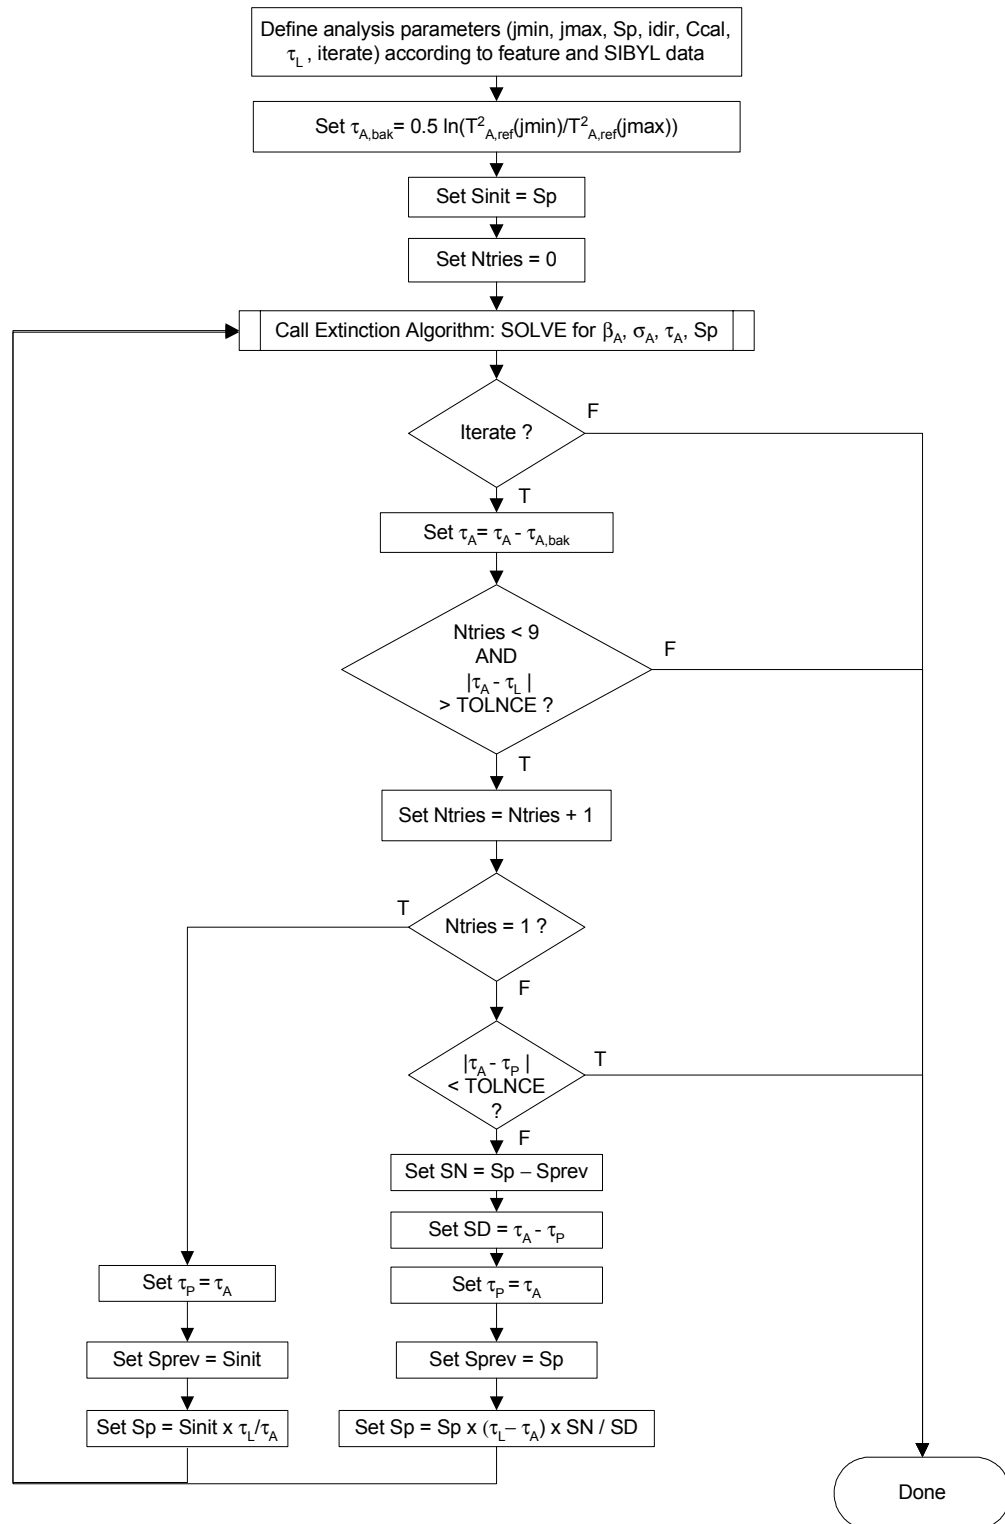 Define analysis parameters (jmin, jmax, Sp, idir, Ccal,
τL , iterate) according to feature and SIBYL data
Set τA,bak= 0.5 ln(T²A,ref(jmin)/T²A,ref(jmax))
Set Sinit = Sp
Set Ntries = 0
Call Extinction Algorithm: SOLVE for βA, σA, τA, Sp
Iterate ?
F
T
Set τA= τA - τA,bak
Ntries < 9
AND
|τA - τL |
> TOLNCE ?
F
T
Set Ntries = Ntries + 1
Ntries = 1 ?
T
F
|τA - τP |
< TOLNCE
?
T
F
Set SN = Sp – Sprev
Set SD = τA - τP
Set τP = τA
Set τP = τA
Set Sprev = Sinit
Set Sprev = Sp
Set Sp = Sinit x τL/τA
Set Sp = Sp x (τL– τA) x SN / SD
Done